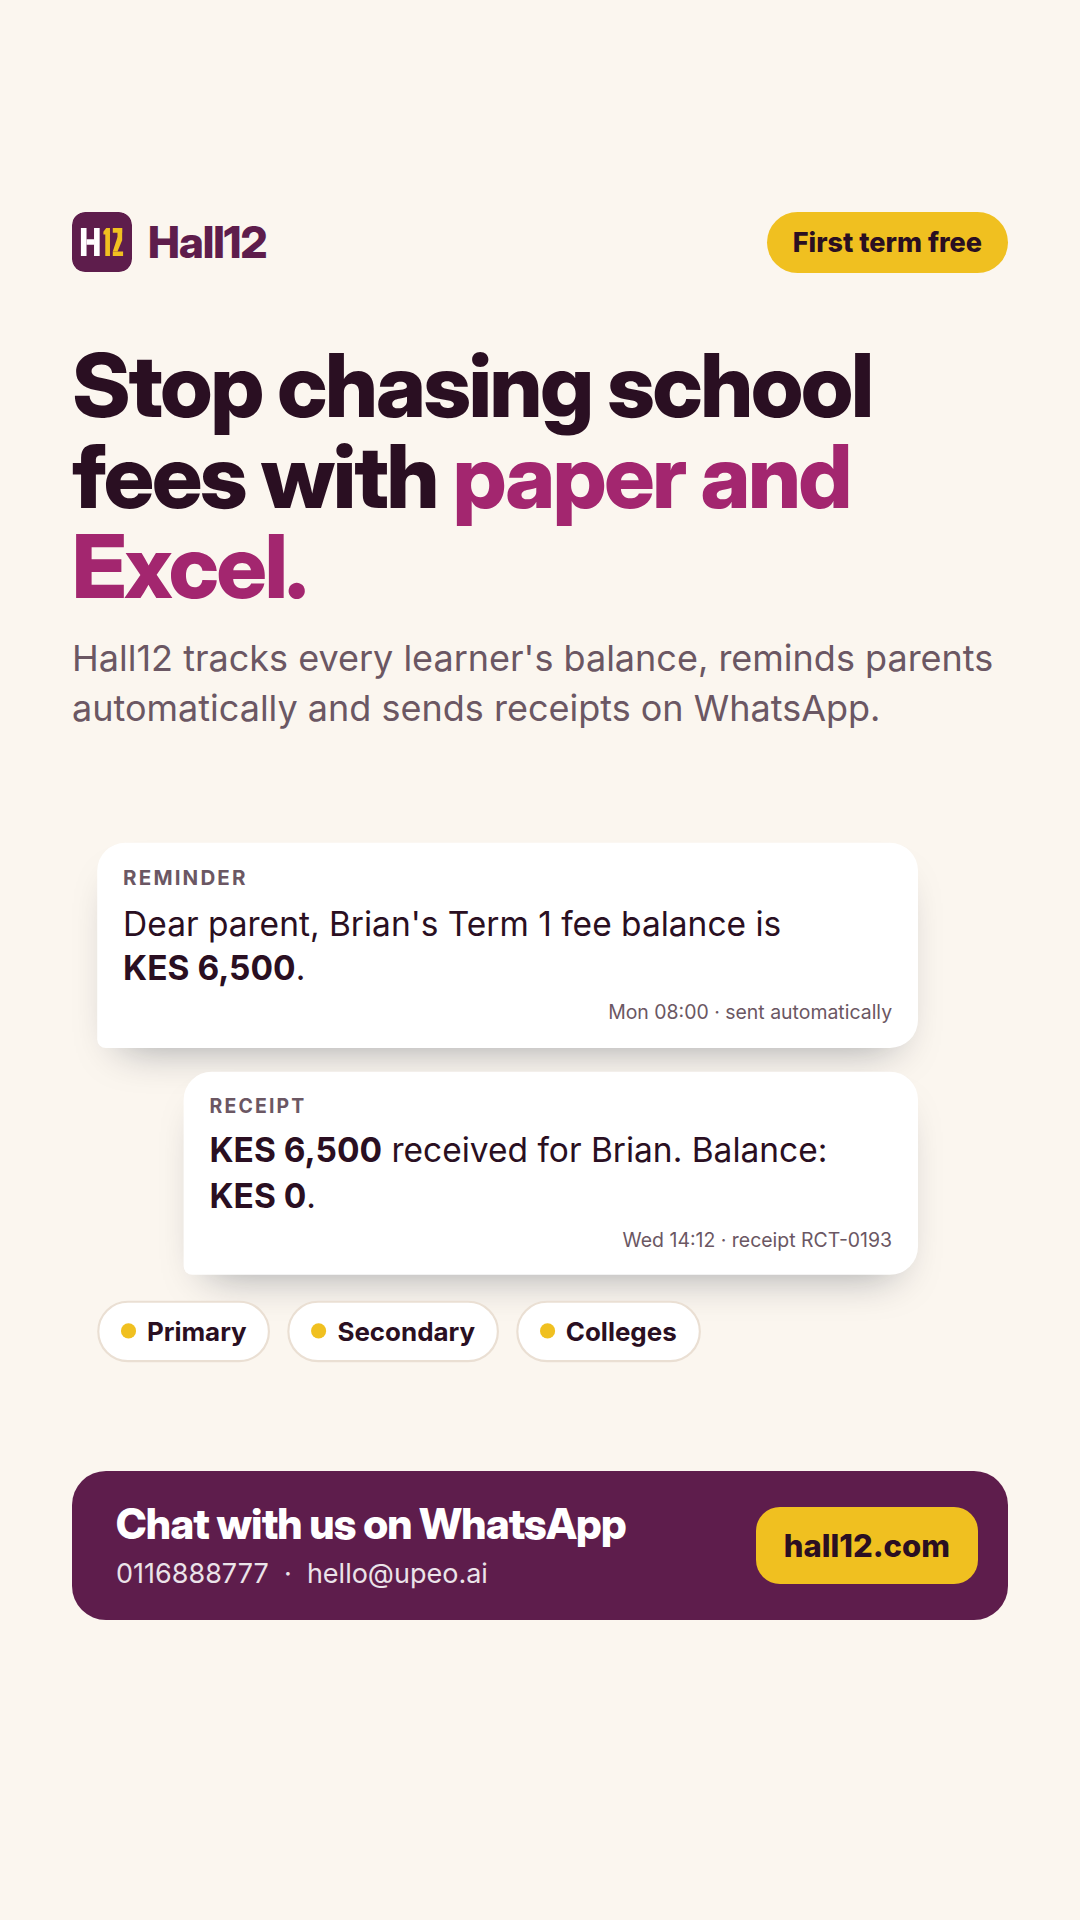 H12 Hall12
First term free
Stop chasing school
fees with paper and
Excel.
Hall12 tracks every learner's balance, reminds parents
automatically and sends receipts on WhatsApp.
REMINDER
Dear parent, Brian's Term 1 fee balance is
KES 6,500.
Mon 08:00 · sent automatically
RECEIPT
KES 6,500 received for Brian. Balance:
KES 0.
Wed 14:12 · receipt RCT-0193
Primary
Secondary
Colleges
Chat with us on WhatsApp
0116888777 · hello@upeo.ai
hall12.com